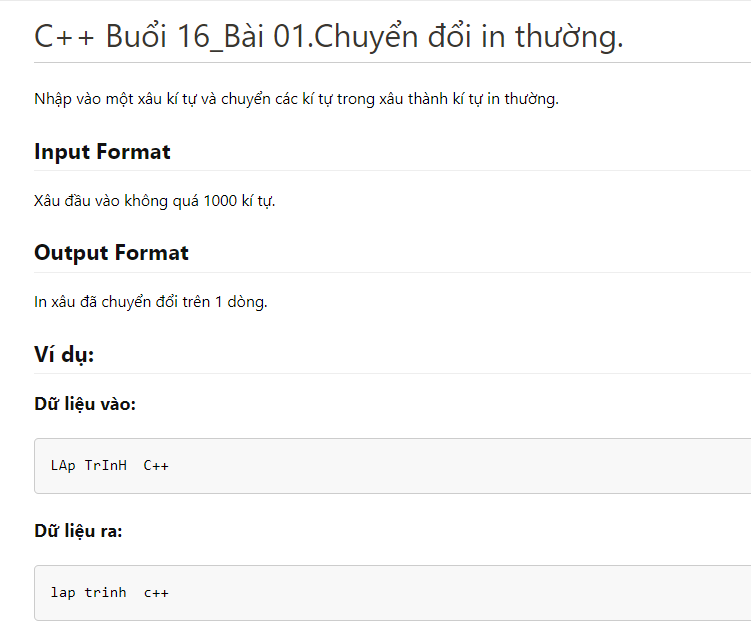 C++ Buổi 16_Bài 01.Chuyển đổi in thường.
Nhập vào một xâu kí tự và chuyển các kí tự trong xâu thành kí tự in thường.
Input Format
Xâu đầu vào không quá 1000 kí tự.
Output Format
In xâu đã chuyển đổi trên 1 dòng.
Ví dụ:
Dữ liệu vào:
LAp TrInH  C++
Dữ liệu ra:
lap trinh  c++